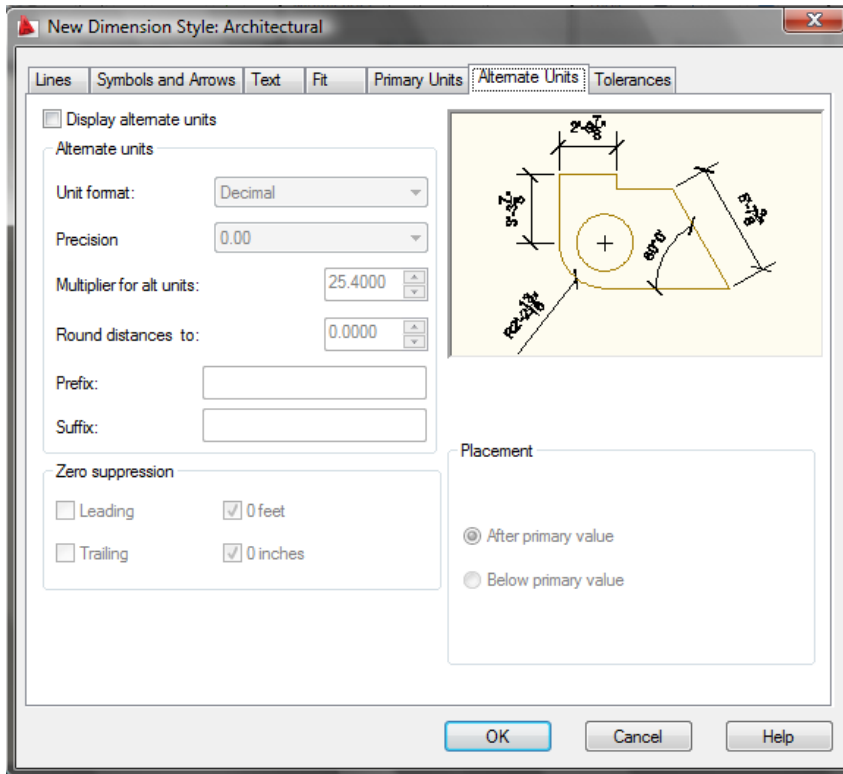 New Dimension Style: Architectural
Lines Symbols and Arrows Text Fit Primary Units Alternate Units Tolerances
Display alternate units
Alternate units
Unit format: Decimal
Precision 0.00
Multiplier for alt units: 25.4000
Round distances to: 0.0000
Prefix:
Suffix:
Zero suppression
Leading 0 feet
Trailing 0 inches
Placement
After primary value
Below primary value
OK Cancel Help